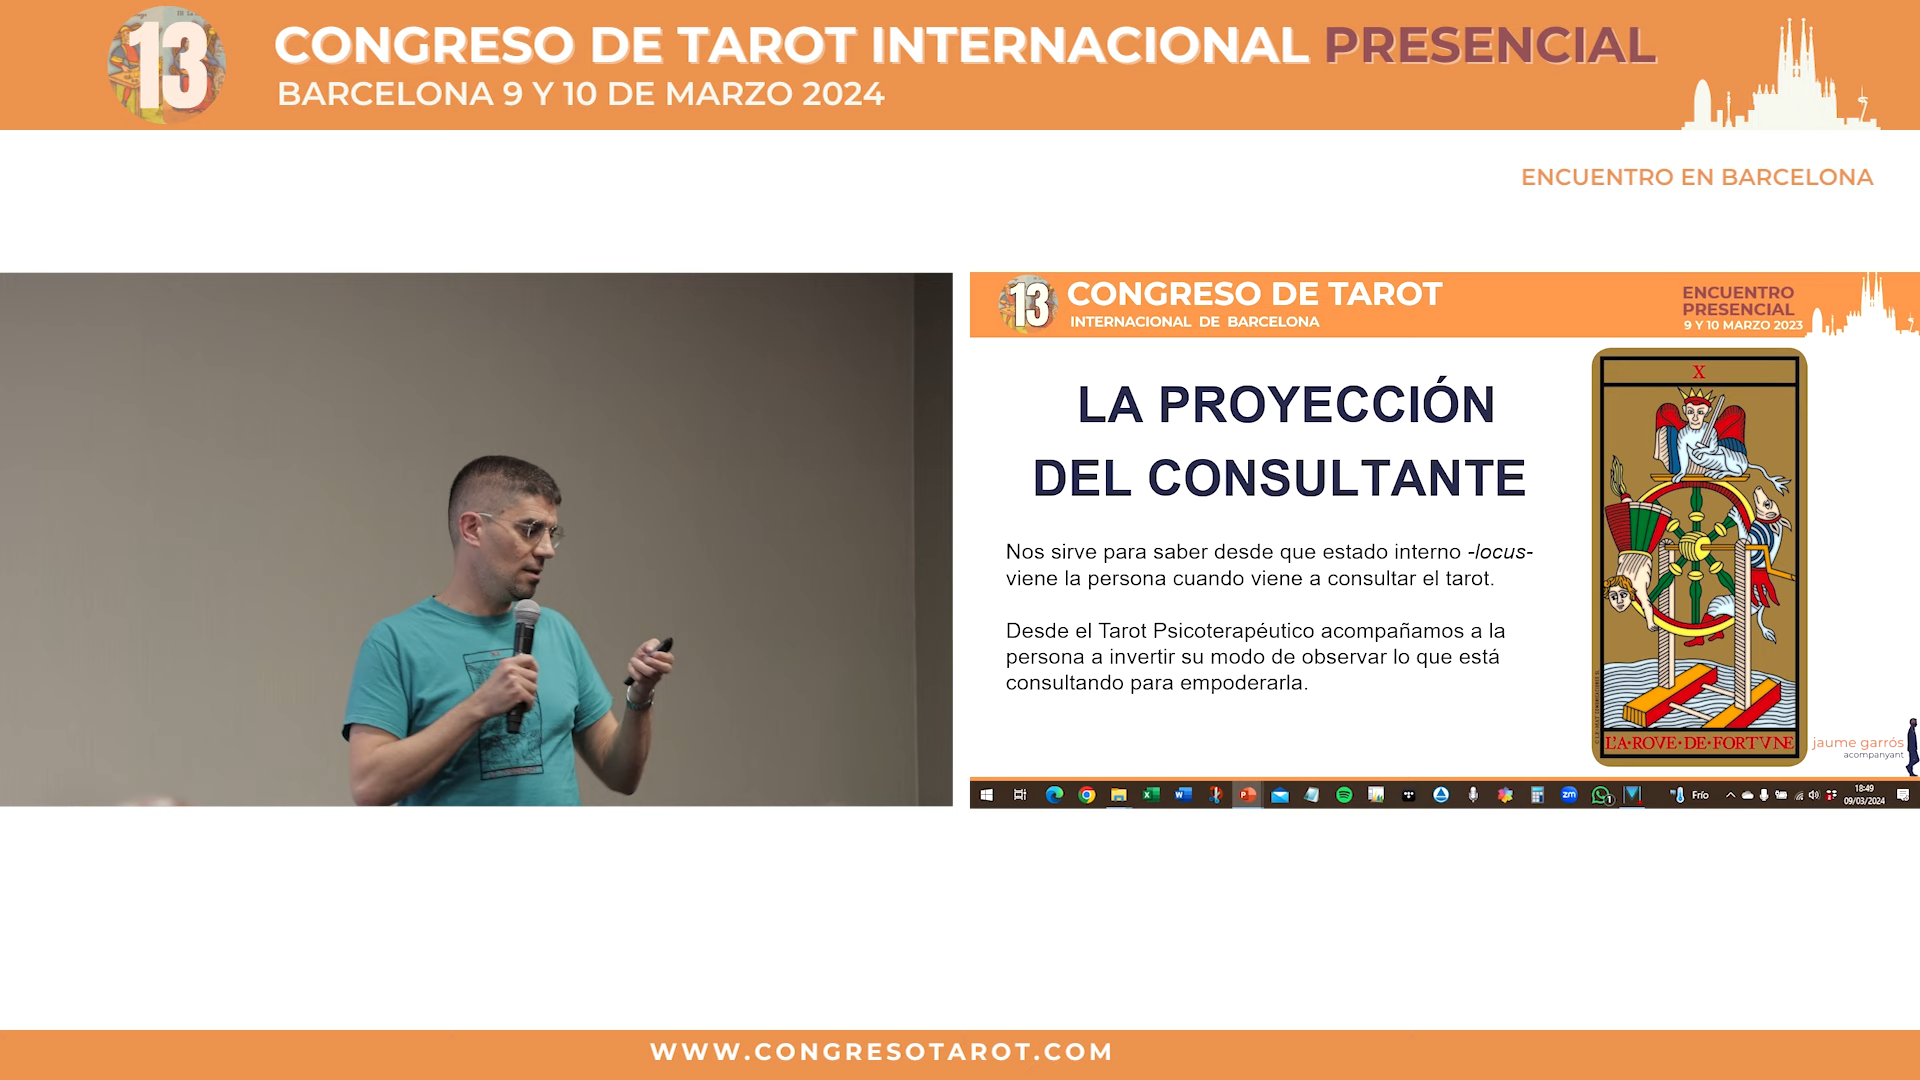 13
CONGRESO DE TAROT INTERNACIONAL PRESENCIAL
BARCELONA 9 Y 10 DE MARZO 2024
ENCUENTRO EN BARCELONA
13
CONGRESO DE TAROT
INTERNACIONAL DE BARCELONA
ENCUENTRO
PRESENCIAL
9 Y 10 MARZO 2023
LA PROYECCIÓN
DEL CONSULTANTE
Nos sirve para saber desde que estado interno -locus-
viene la persona cuando viene a consultar el tarot.
Desde el Tarot Psicoterapéutico acompañamos a la
persona a invertir su modo de observar lo que está
consultando para empoderarla.
X
L'A·ROVE·DE·FORTVNE
jaume garrós
acompanyant
zm
1
Frío
18:49
09/03/2024
WWW.CONGRESOTAROT.COM